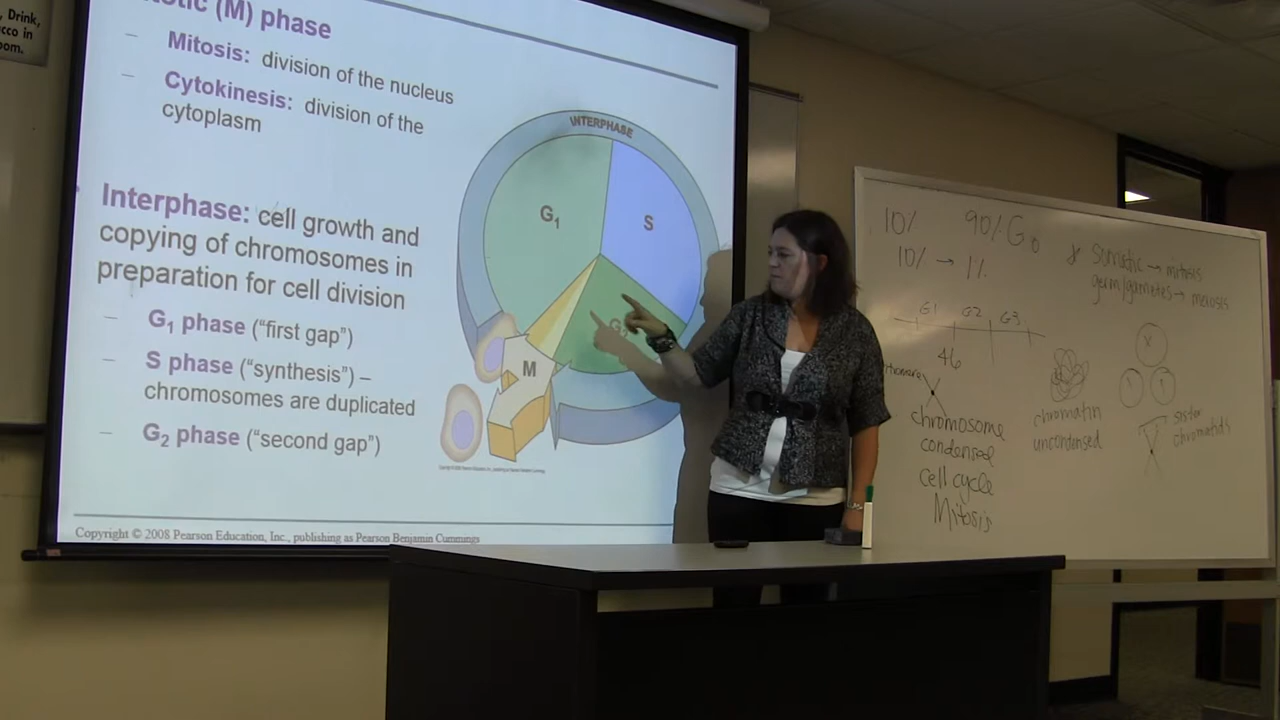 , Drink,
cco in
oom.
(M) phase
– Mitosis: division of the nucleus
– Cytokinesis: division of the
cytoplasm
Interphase: cell growth and
copying of chromosomes in
preparation for cell division
– G₁ phase (“first gap”)
– S phase (“synthesis”) –
chromosomes are duplicated
– G₂ phase (“second gap”)
INTERPHASE
G₁
S
M
Copyright © 2008 Pearson Education, Inc., publishing as Pearson Benjamin Cummings
10% 90% G₀
10% → 1%
somatic → mitosis
germ/gametes → meiosis
G1 G2 G3
46
chromosome
condensed
cell cycle
Mitosis
chromatin
uncondensed
sister
chromatids